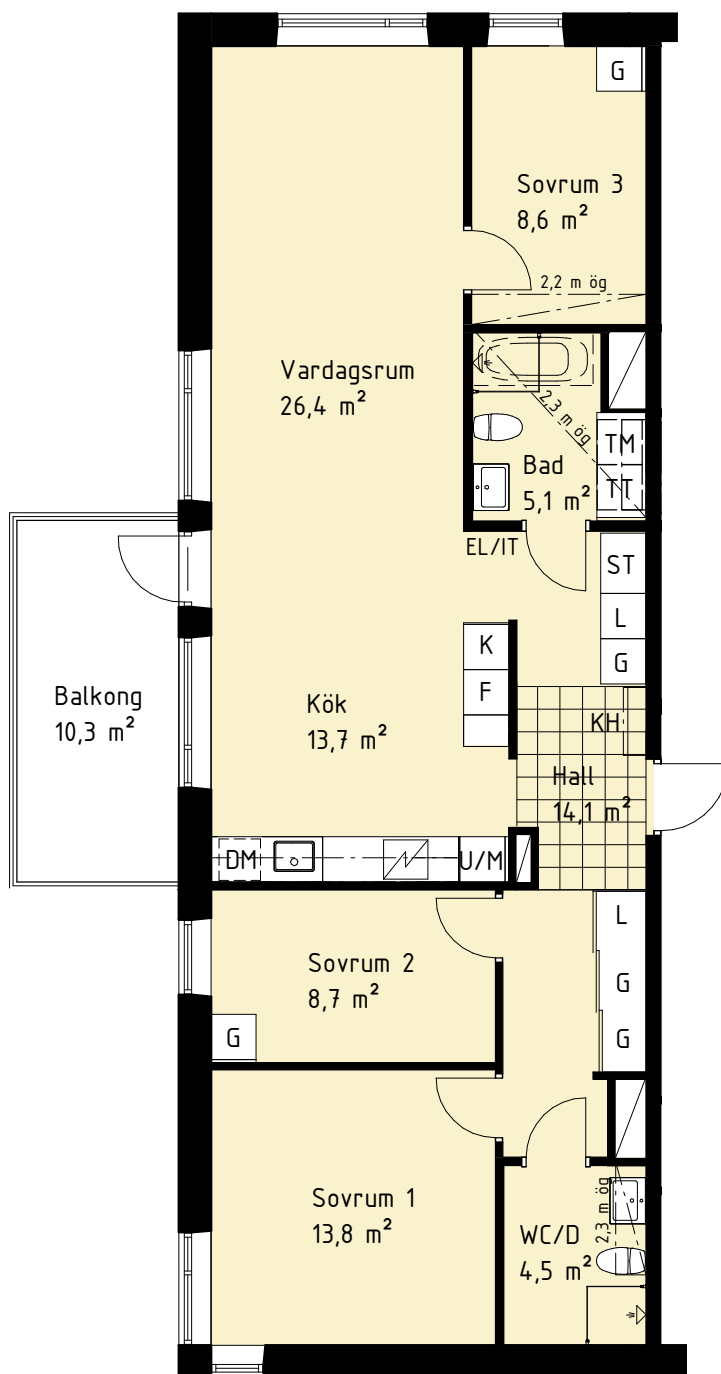 G
Sovrum 3
8,6 m²
2,2 m ög
Vardagsrum
26,4 m²
2,3 m ög
TM
Bad
5,1 m²
TT
EL/IT
ST
L
G
K
F
Balkong
10,3 m²
Kök
13,7 m²
KH
Hall
14,1 m²
DM
U/M
L
G
G
Sovrum 2
8,7 m²
G
Sovrum 1
13,8 m²
2,3 m ög
WC/D
4,5 m²